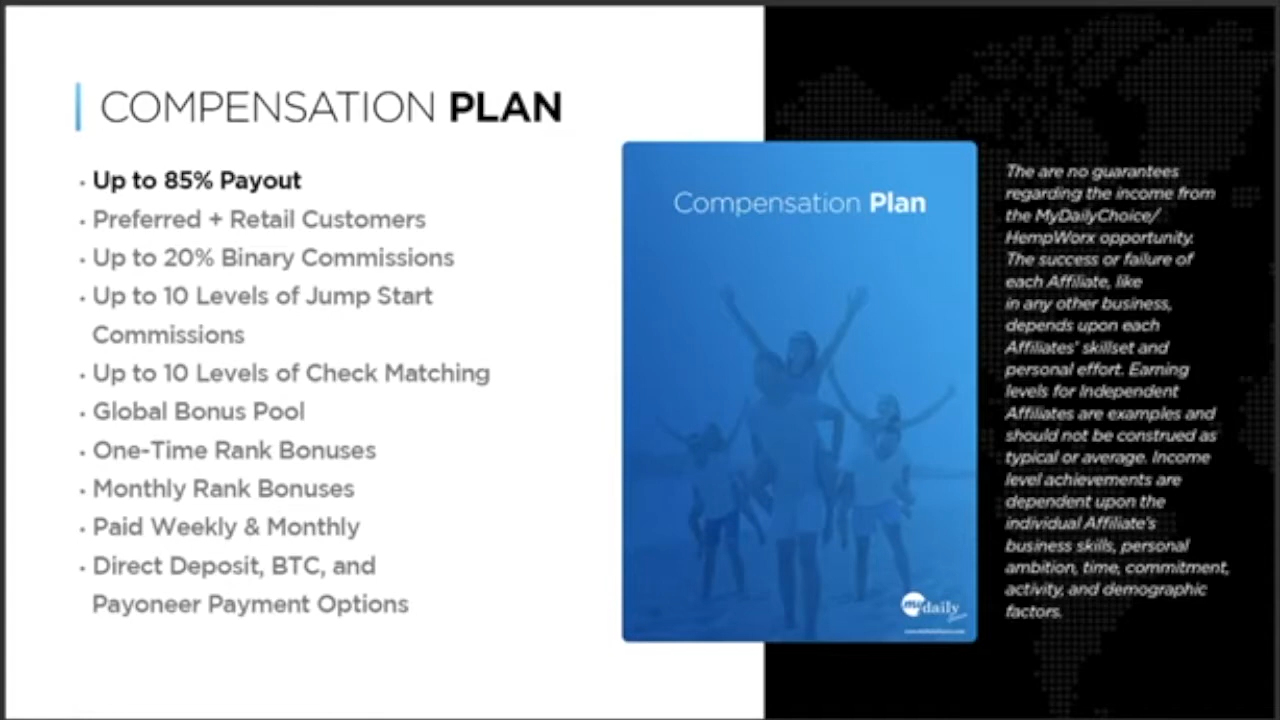 COMPENSATION PLAN
· Up to 85% Payout
· Preferred + Retail Customers
· Up to 20% Binary Commissions
· Up to 10 Levels of Jump Start
Commissions
· Up to 10 Levels of Check Matching
· Global Bonus Pool
· One-Time Rank Bonuses
· Monthly Rank Bonuses
· Paid Weekly & Monthly
· Direct Deposit, BTC, and
Payoneer Payment Options
Compensation Plan
my daily
The are no guarantees
regarding the income from
the MyDailyChoice/
HempWorx opportunity.
The success or failure of
each Affiliate, like
in any other business,
depends upon each
Affiliates' skillset and
personal effort. Earning
levels for Independent
Affiliates are examples and
should not be construed as
typical or average. Income
level achievements are
dependent upon the
individual Affiliate's
business skills, personal
ambition, time, commitment,
activity, and demographic
factors.